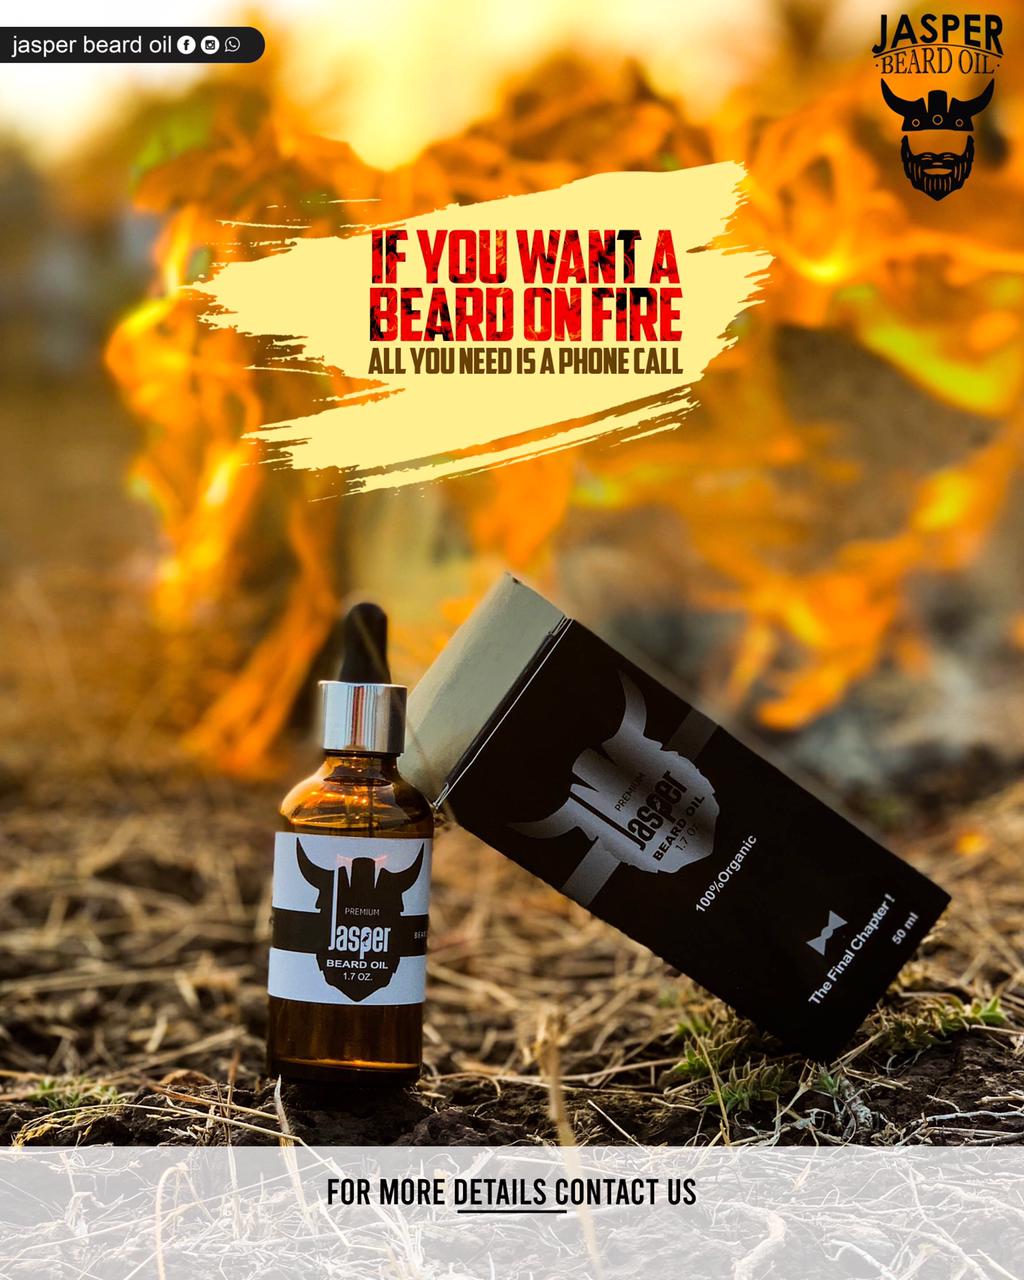 jasper beard oil
JASPER
BEARD OIL
IF YOU WANT A
BEARD ON FIRE
ALL YOU NEED IS A PHONE CALL
PREMIUM
Jasper
BEARD OIL
1.7 OZ.
PREMIUM
Jasper
BEARD OIL
1.7 OZ.
100%Organic
The Final Chapter !
50 ml
FOR MORE DETAILS CONTACT US